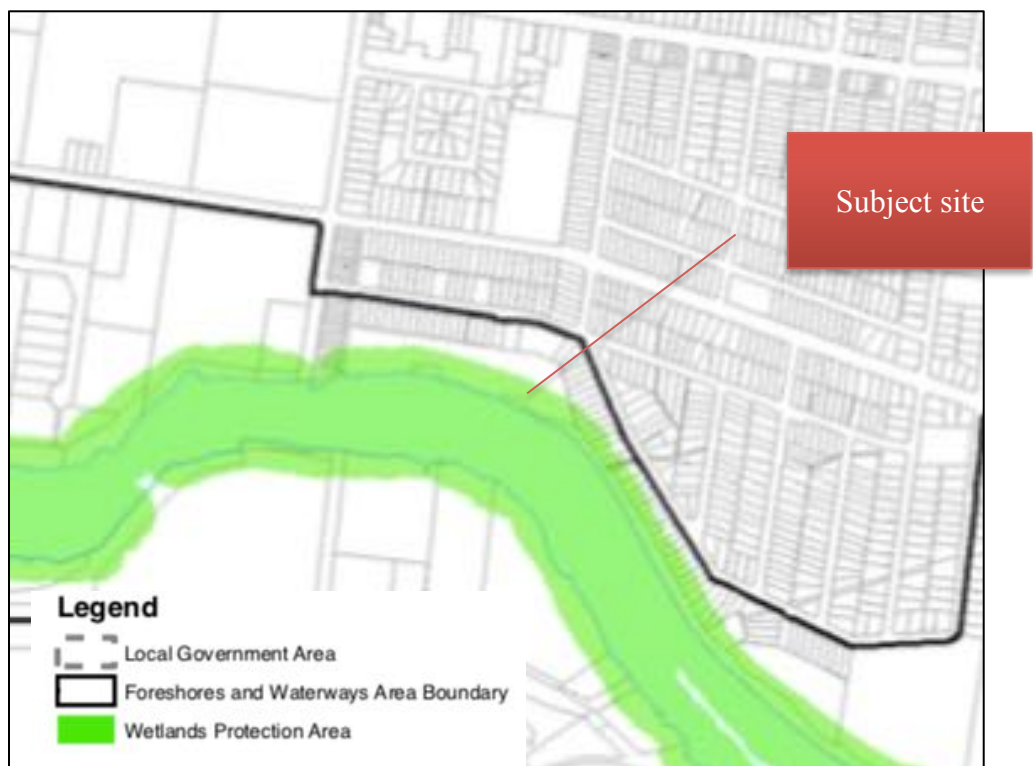 Subject site
Legend
Local Government Area
Foreshores and Waterways Area Boundary
Wetlands Protection Area